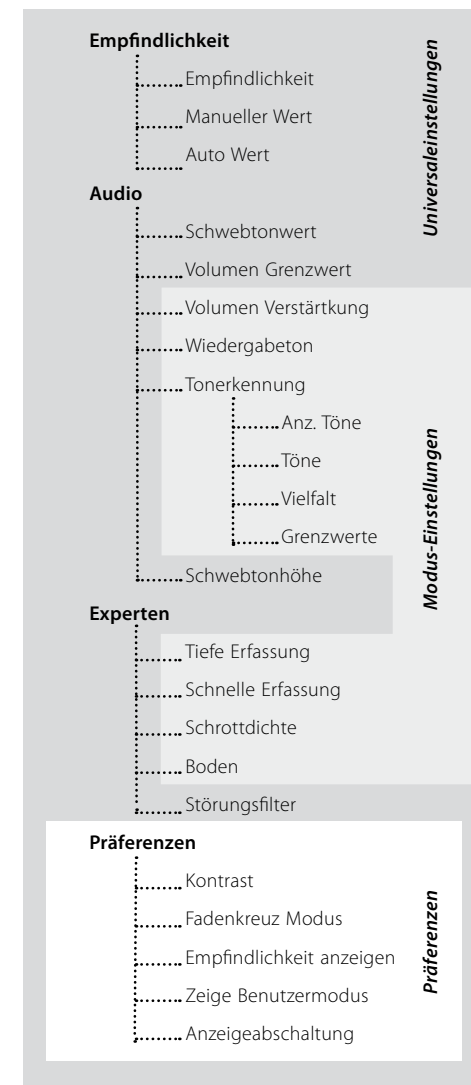 Empfindlichkeit
Empfindlichkeit
Manueller Wert
Auto Wert
Universaleinstellungen
Audio
Schwebtonwert
Volumen Grenzwert
Volumen Verstärtkung
Wiedergabeton
Tonerkennung
Anz. Töne
Töne
Vielfalt
Grenzwerte
Schwebtonhöhe
Modus-Einstellungen
Experten
Tiefe Erfassung
Schnelle Erfassung
Schrottdichte
Boden
Störungsfilter
Präferenzen
Kontrast
Fadenkreuz Modus
Empfindlichkeit anzeigen
Zeige Benutzermodus
Anzeigeabschaltung
Präferenzen